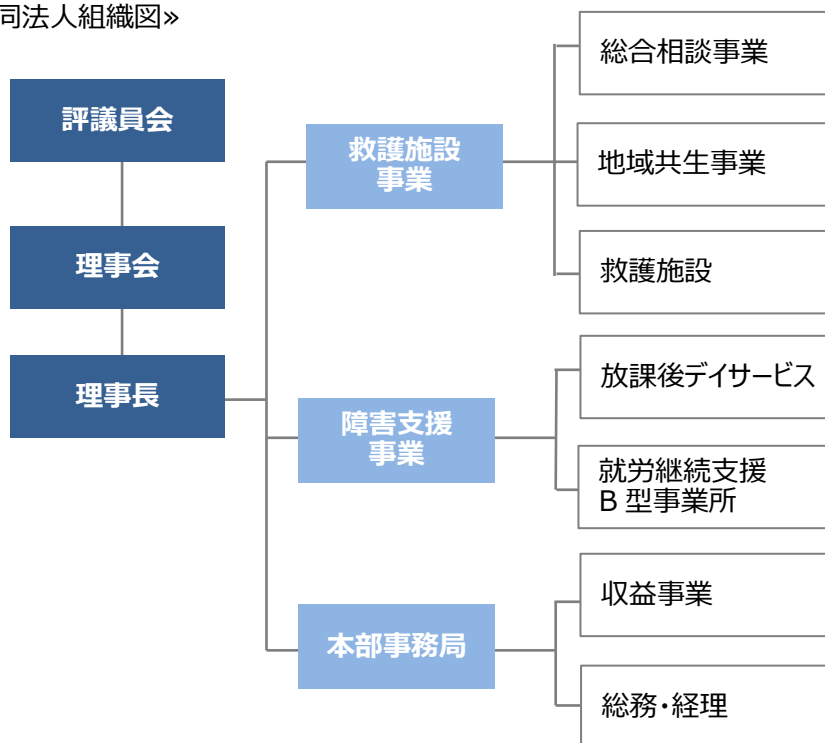 同法人組織図»
評議員会
理事会
理事長
救護施設
事業
総合相談事業
地域共生事業
救護施設
障害支援
事業
放課後デイサービス
就労継続支援
B 型事業所
本部事務局
収益事業
総務・経理